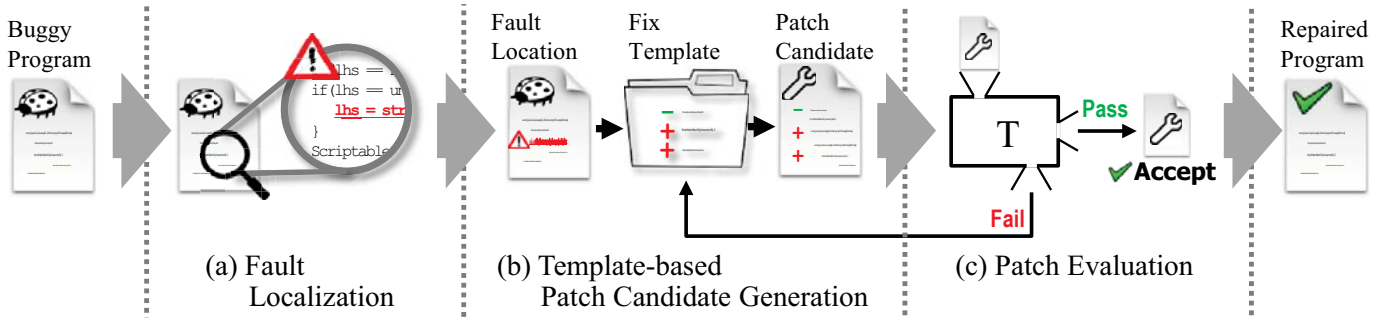 Buggy
Program
lhs == 
if(lhs == un
lhs = str
}
Scriptable
(a) Fault
Localization
Fault
Location
Fix
Template
Patch
Candidate
(b) Template-based
Patch Candidate Generation
T
Pass
Accept
Fail
(c) Patch Evaluation
Repaired
Program